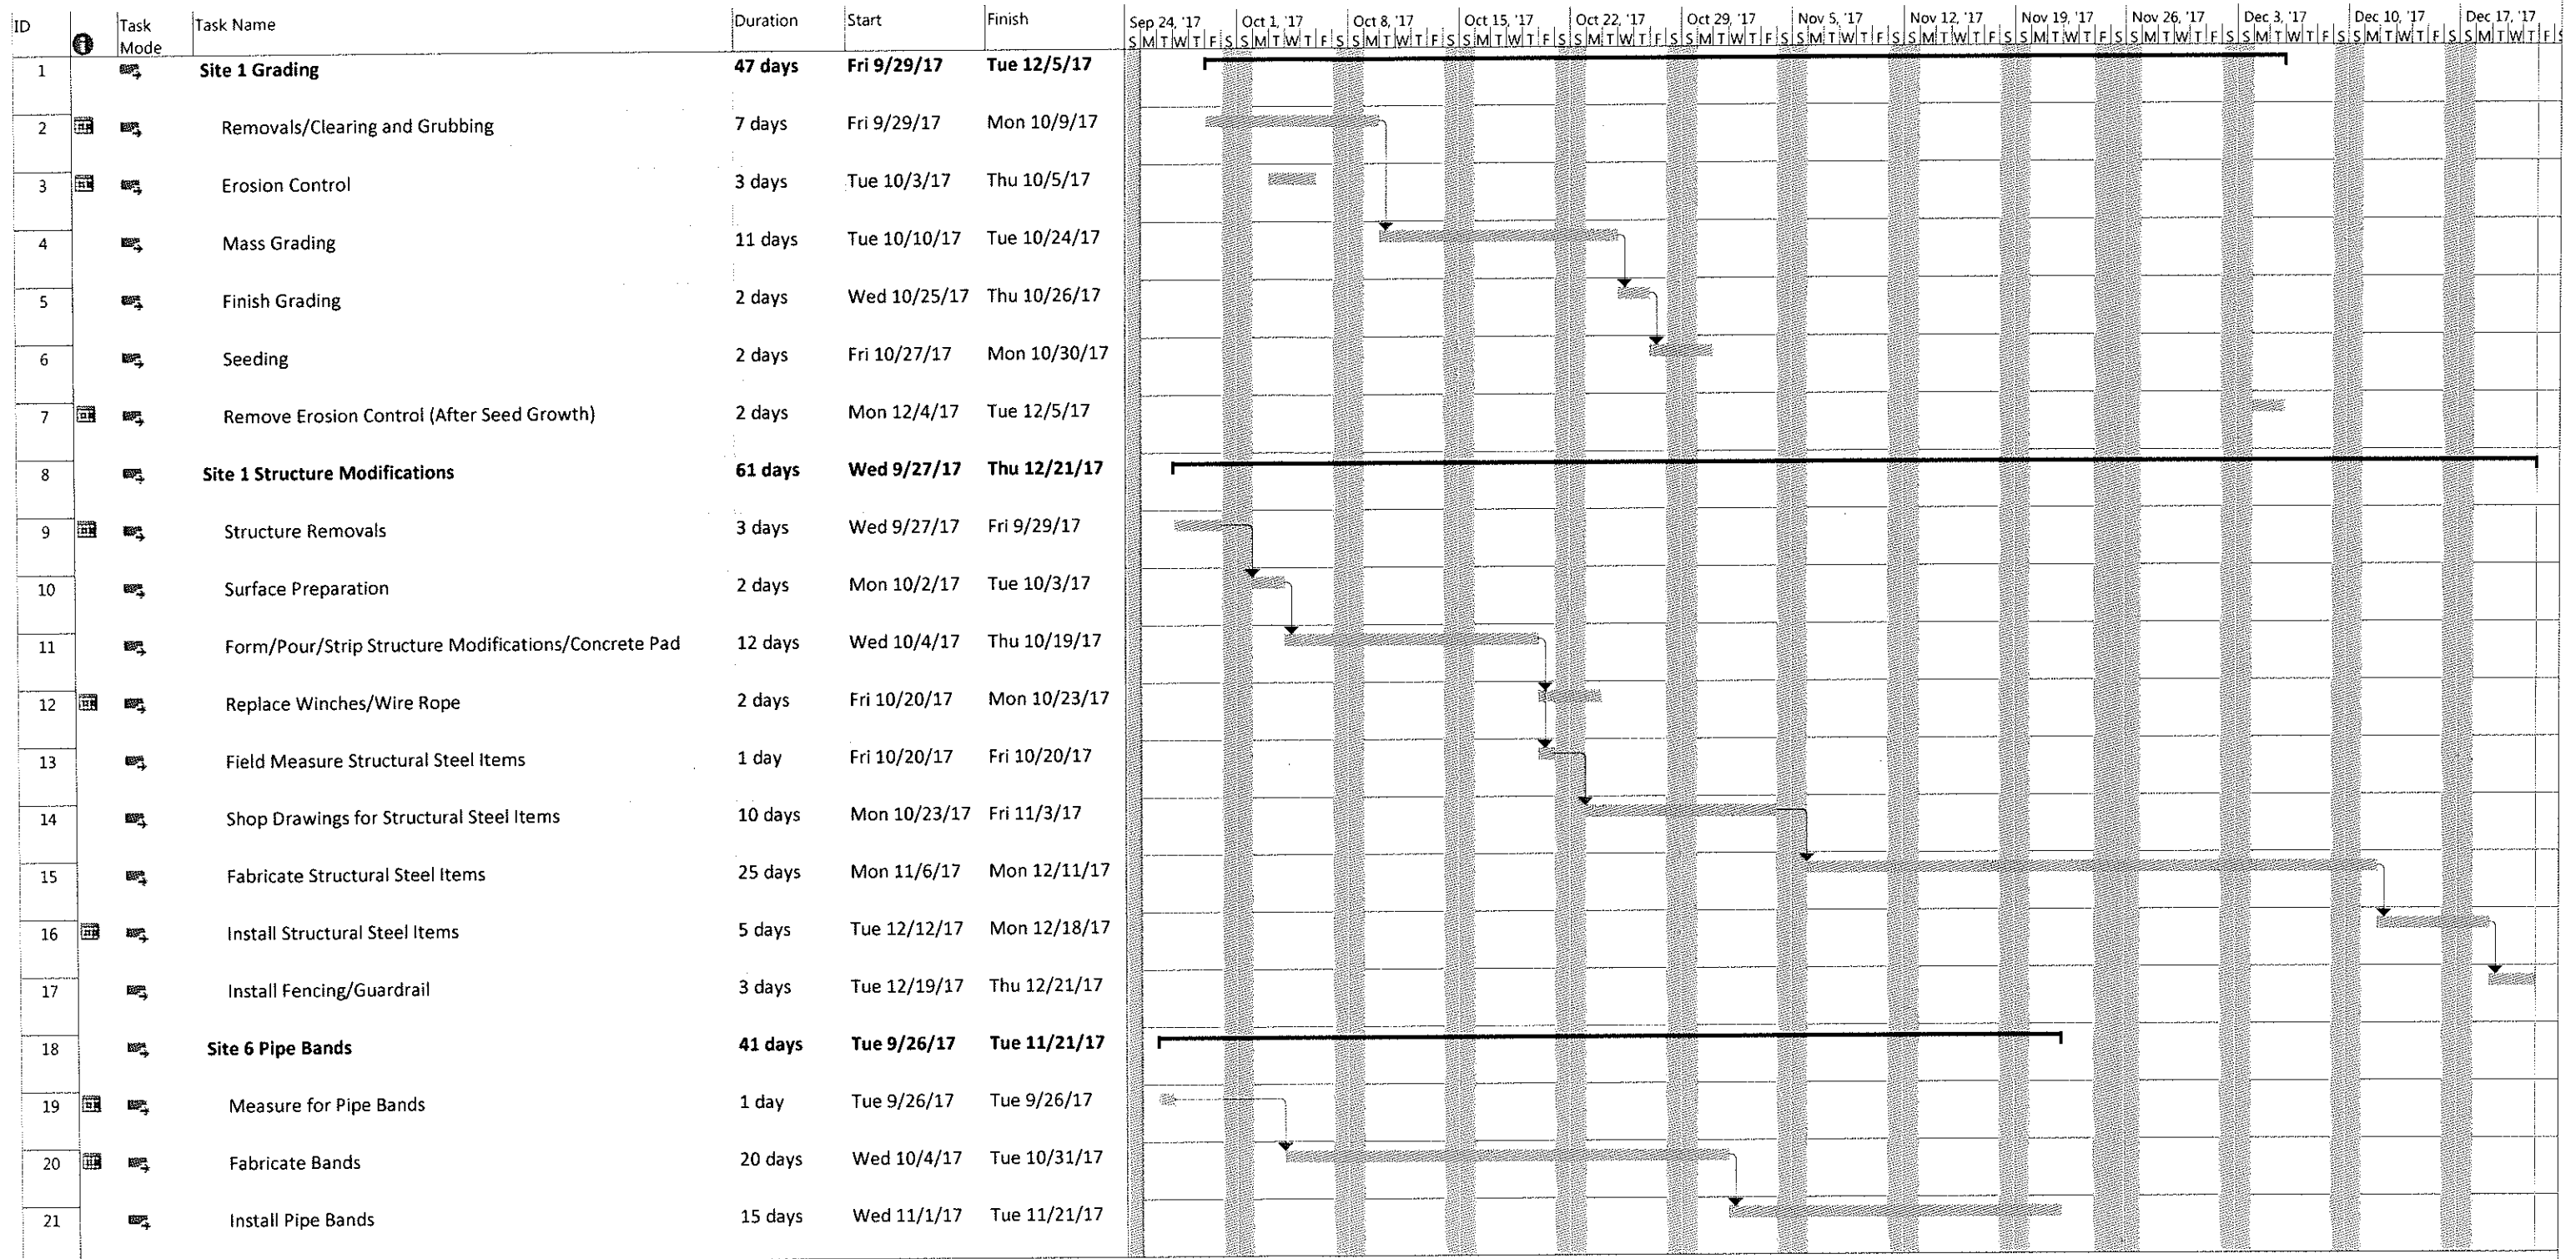 ID Task Mode Task Name Duration Start Finish Sep 24, '17 Oct 1, '17 Oct 8, '17 Oct 15, '17 Oct 22, '17 Oct 29, '17 Nov 5, '17 Nov 12, '17 Nov 19, '17 Nov 26, '17 Dec 3, '17 Dec 10, '17 Dec 17, '17
S M T W T F S S M T W T F S S M T W T F S S M T W T F S S M T W T F S S M T W T F S S M T W T F S S M T W T F S S M T W T F S S M T W T F S S M T W T F S S M T W T F S S M T W T F S
1 Site 1 Grading 47 days Fri 9/29/17 Tue 12/5/17
2 Removals/Clearing and Grubbing 7 days Fri 9/29/17 Mon 10/9/17
3 Erosion Control 3 days Tue 10/3/17 Thu 10/5/17
4 Mass Grading 11 days Tue 10/10/17 Tue 10/24/17
5 Finish Grading 2 days Wed 10/25/17 Thu 10/26/17
6 Seeding 2 days Fri 10/27/17 Mon 10/30/17
7 Remove Erosion Control (After Seed Growth) 2 days Mon 12/4/17 Tue 12/5/17
8 Site 1 Structure Modifications 61 days Wed 9/27/17 Thu 12/21/17
9 Structure Removals 3 days Wed 9/27/17 Fri 9/29/17
10 Surface Preparation 2 days Mon 10/2/17 Tue 10/3/17
11 Form/Pour/Strip Structure Modifications/Concrete Pad 12 days Wed 10/4/17 Thu 10/19/17
12 Replace Winches/Wire Rope 2 days Fri 10/20/17 Mon 10/23/17
13 Field Measure Structural Steel Items 1 day Fri 10/20/17 Fri 10/20/17
14 Shop Drawings for Structural Steel Items 10 days Mon 10/23/17 Fri 11/3/17
15 Fabricate Structural Steel Items 25 days Mon 11/6/17 Mon 12/11/17
16 Install Structural Steel Items 5 days Tue 12/12/17 Mon 12/18/17
17 Install Fencing/Guardrail 3 days Tue 12/19/17 Thu 12/21/17
18 Site 6 Pipe Bands 41 days Tue 9/26/17 Tue 11/21/17
19 Measure for Pipe Bands 1 day Tue 9/26/17 Tue 9/26/17
20 Fabricate Bands 20 days Wed 10/4/17 Tue 10/31/17
21 Install Pipe Bands 15 days Wed 11/1/17 Tue 11/21/17